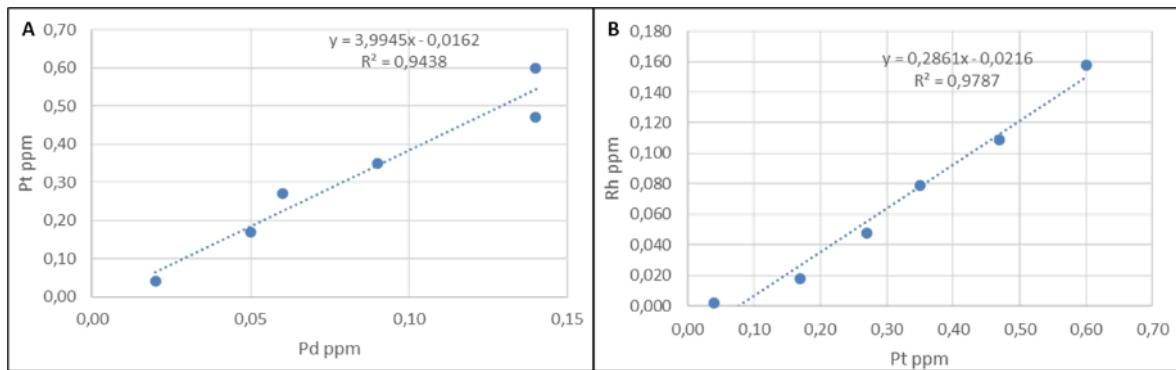 A
y = 3,9945x - 0,0162
R² = 0,9438
0,70
0,60
0,50
0,40
0,30
0,20
0,10
0,00
Pt ppm
0,00 0,05 0,10 0,15
Pd ppm
B
y = 0,2861x - 0,0216
R² = 0,9787
0,180
0,160
0,140
0,120
0,100
0,080
0,060
0,040
0,020
0,000
Rh ppm
0,00 0,10 0,20 0,30 0,40 0,50 0,60 0,70
Pt ppm